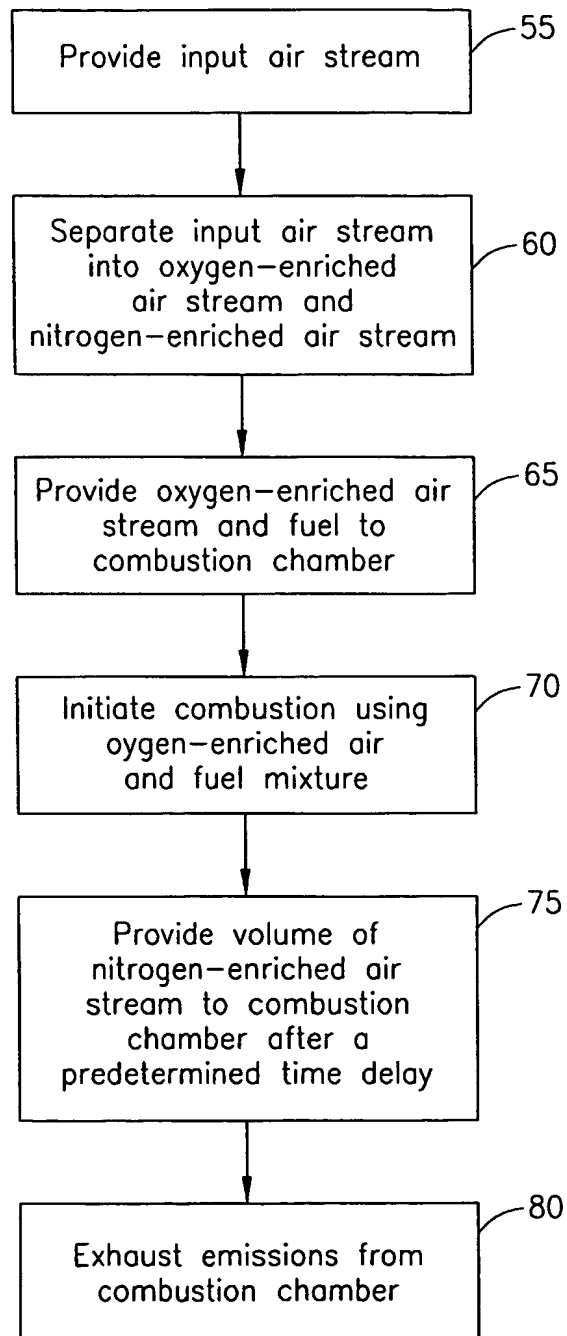 Provide input air stream
55
Separate input air stream
into oxygen-enriched
air stream and
nitrogen-enriched air stream
60
Provide oxygen-enriched air
stream and fuel to
combustion chamber
65
Initiate combustion using
oygen-enriched air
and fuel mixture
70
Provide volume of
nitrogen-enriched air
stream to combustion
chamber after a
predetermined time delay
75
Exhaust emissions from
combustion chamber
80